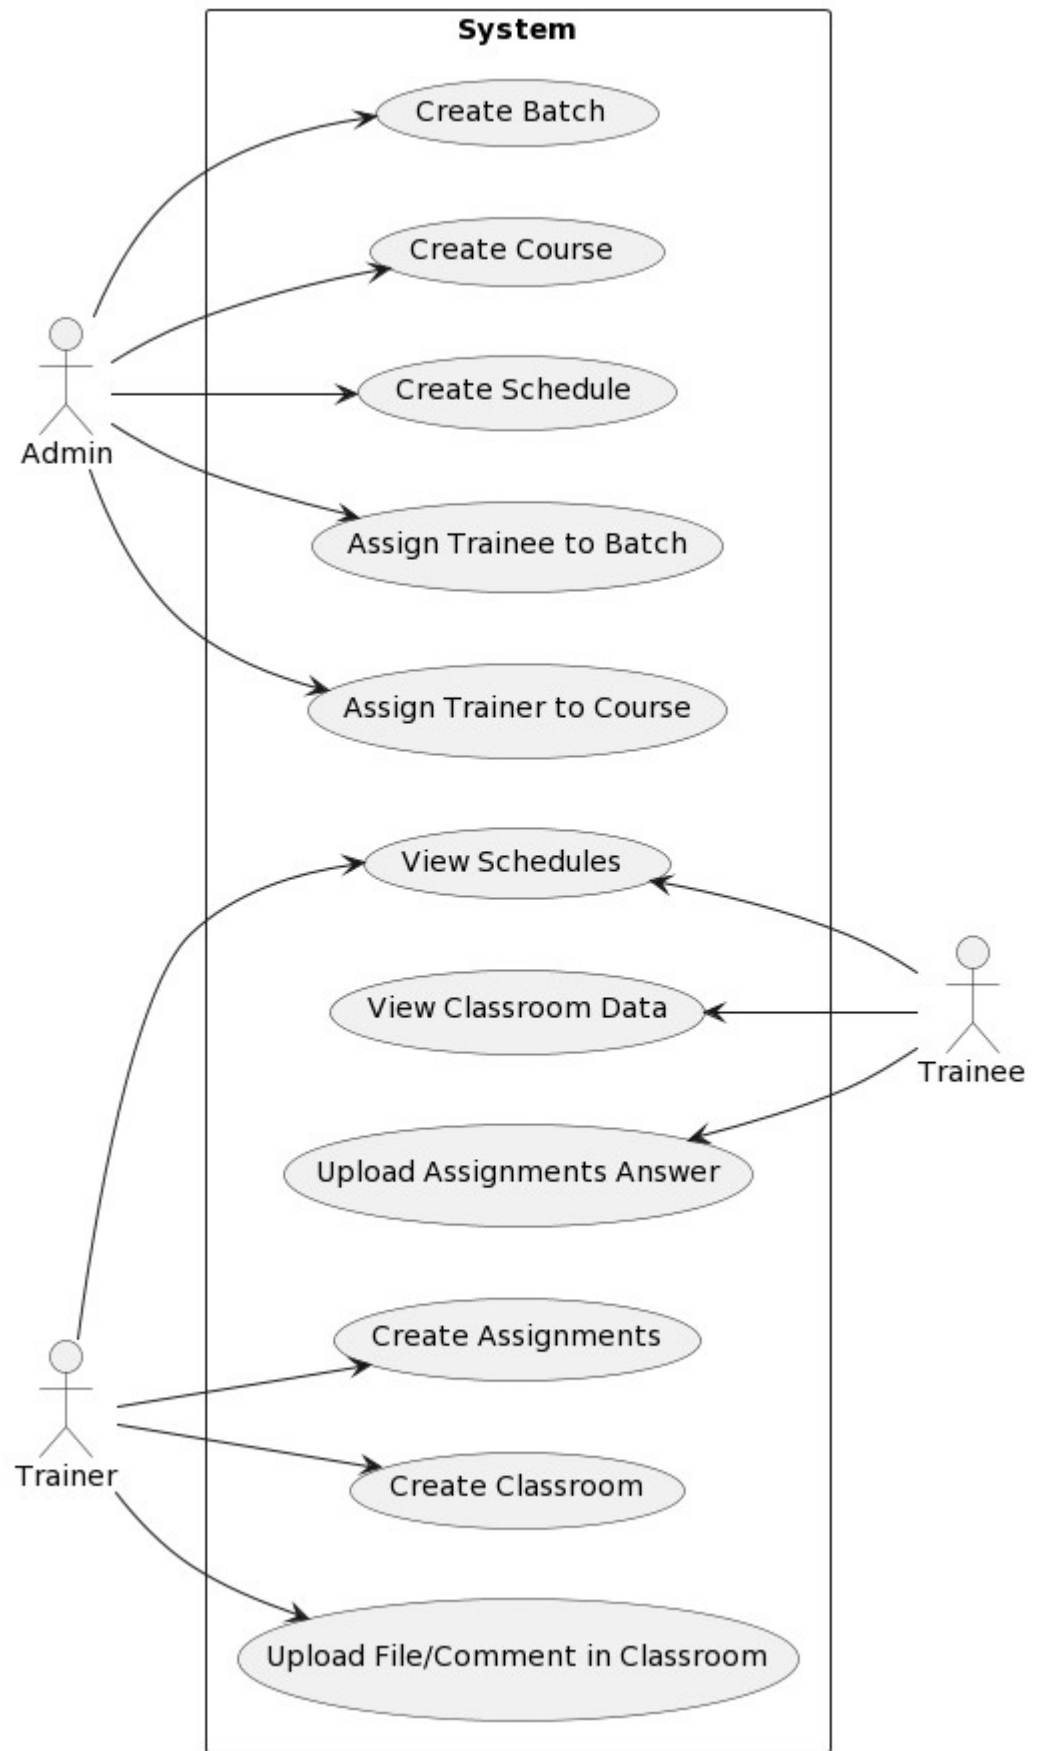 System
Create Batch
Create Course
Create Schedule
Admin
Assign Trainee to Batch
Assign Trainer to Course
View Schedules
View Classroom Data
Trainee
Upload Assignments Answer
Create Assignments
Trainer
Create Classroom
Upload File/Comment in Classroom